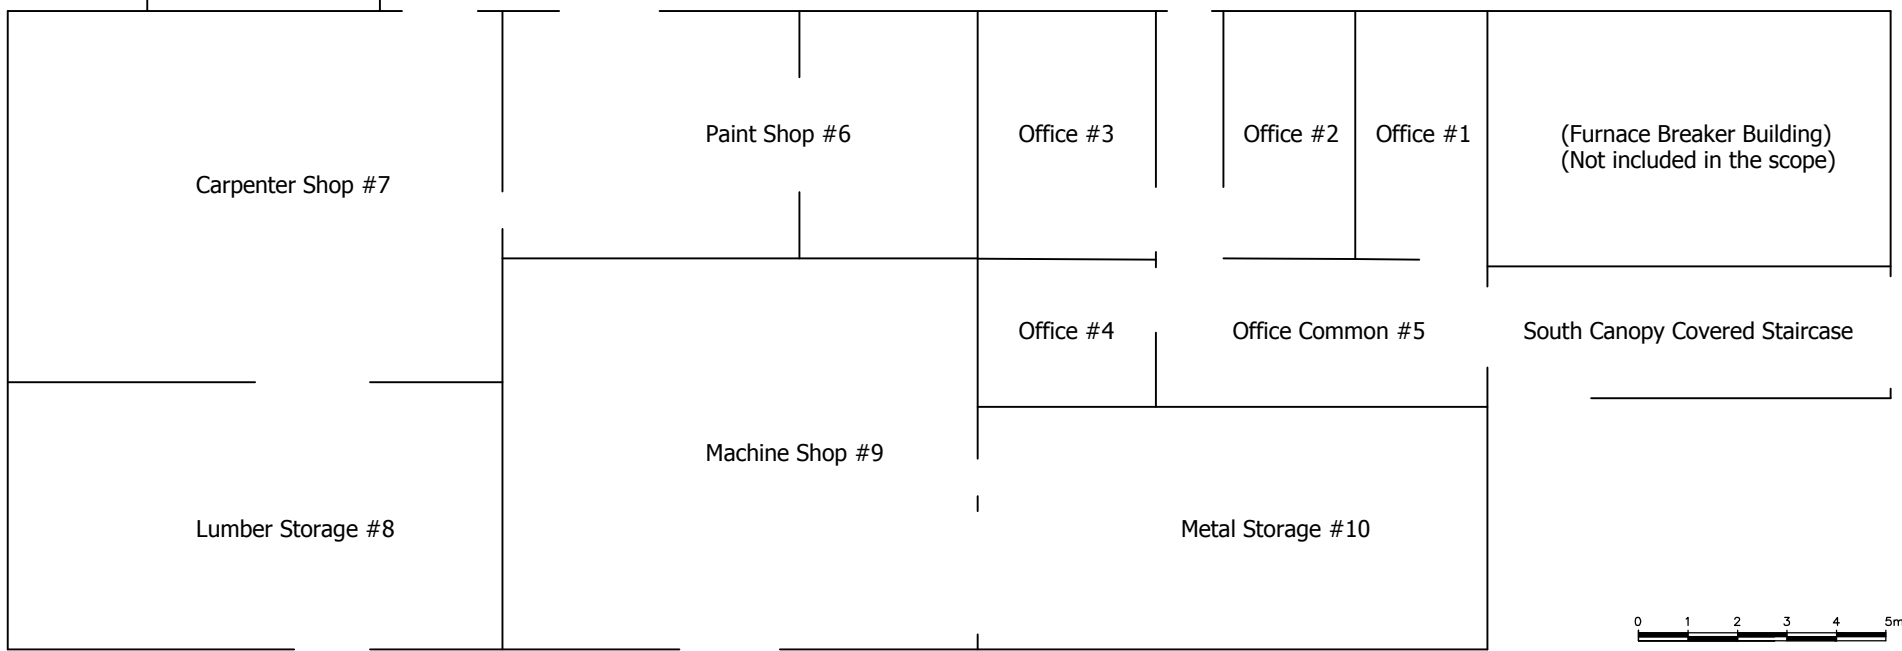 Paint Shop #6
Office #3
Office #2
Office #1
(Furnace Breaker Building)
(Not included in the scope)
Carpenter Shop #7
Office #4
Office Common #5
South Canopy Covered Staircase
Machine Shop #9
Lumber Storage #8
Metal Storage #10
0 1 2 3 4 5m